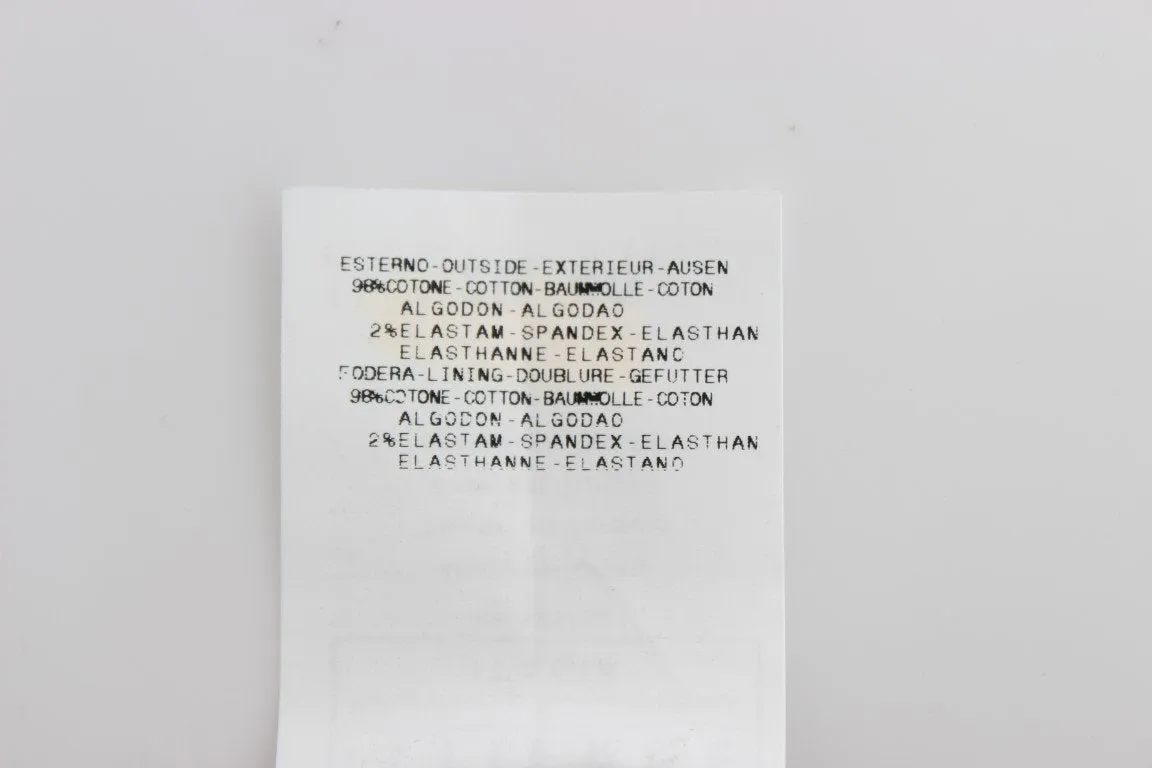 ESTERNO-OUTSIDE-EXTERIEUR-AUSEN
98%COTONE-COTTON-BAUMWOLLE-COTON
ALGODON-ALGODAO
2%ELASTAM-SPANDEX-ELASTHAN
ELASTHANNE-ELASTANO
FODERA-LINING-DOUBLURE-GEFUTTER
98%COTONE-COTTON-BAUMWOLLE-COTON
ALGODON-ALGODAO
2%ELASTAM-SPANDEX-ELASTHAN
ELASTHANNE-ELASTANO